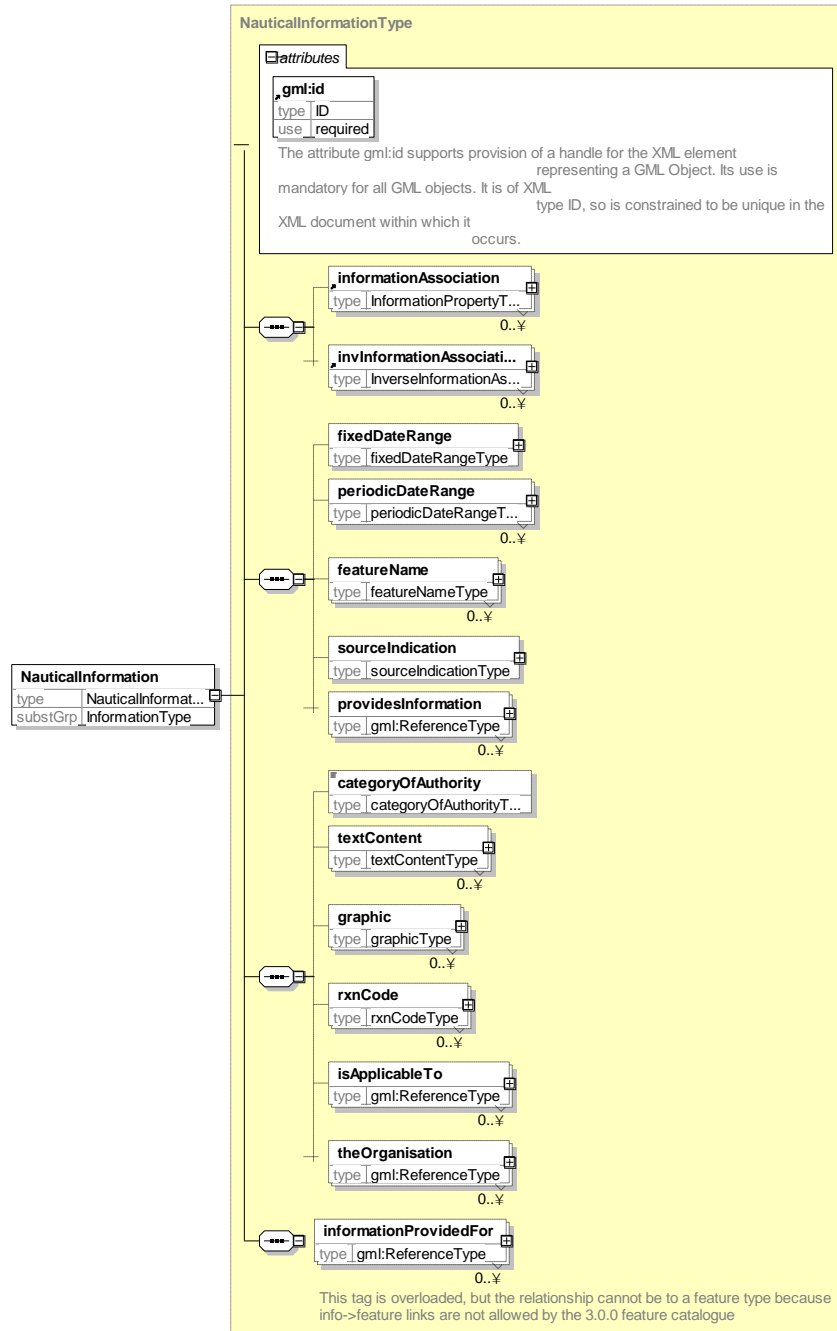 NauticalInformationType
attributes
gml:id
type ID
use required
The attribute gml:id supports provision of a handle for the XML element
representing a GML Object. Its use is
mandatory for all GML objects. It is of XML
type ID, so is constrained to be unique in the
XML document within which it
occurs.
informationAssociation
type InformationPropertyT...
0..¥
invInformationAssociati...
type InverseInformationAs...
0..¥
fixedDateRange
type fixedDateRangeType
periodicDateRange
type periodicDateRangeT...
0..¥
featureName
type featureNameType
0..¥
sourceIndication
type sourceIndicationType
providesInformation
type gml:ReferenceType
0..¥
NauticalInformation
type NauticalInformat...
substGrp InformationType
categoryOfAuthority
type categoryOfAuthorityT...
textContent
type textContentType
0..¥
graphic
type graphicType
0..¥
rxnCode
type rxnCodeType
0..¥
isApplicableTo
type gml:ReferenceType
0..¥
theOrganisation
type gml:ReferenceType
0..¥
informationProvidedFor
type gml:ReferenceType
0..¥
This tag is overloaded, but the relationship cannot be to a feature type because
info->feature links are not allowed by the 3.0.0 feature catalogue